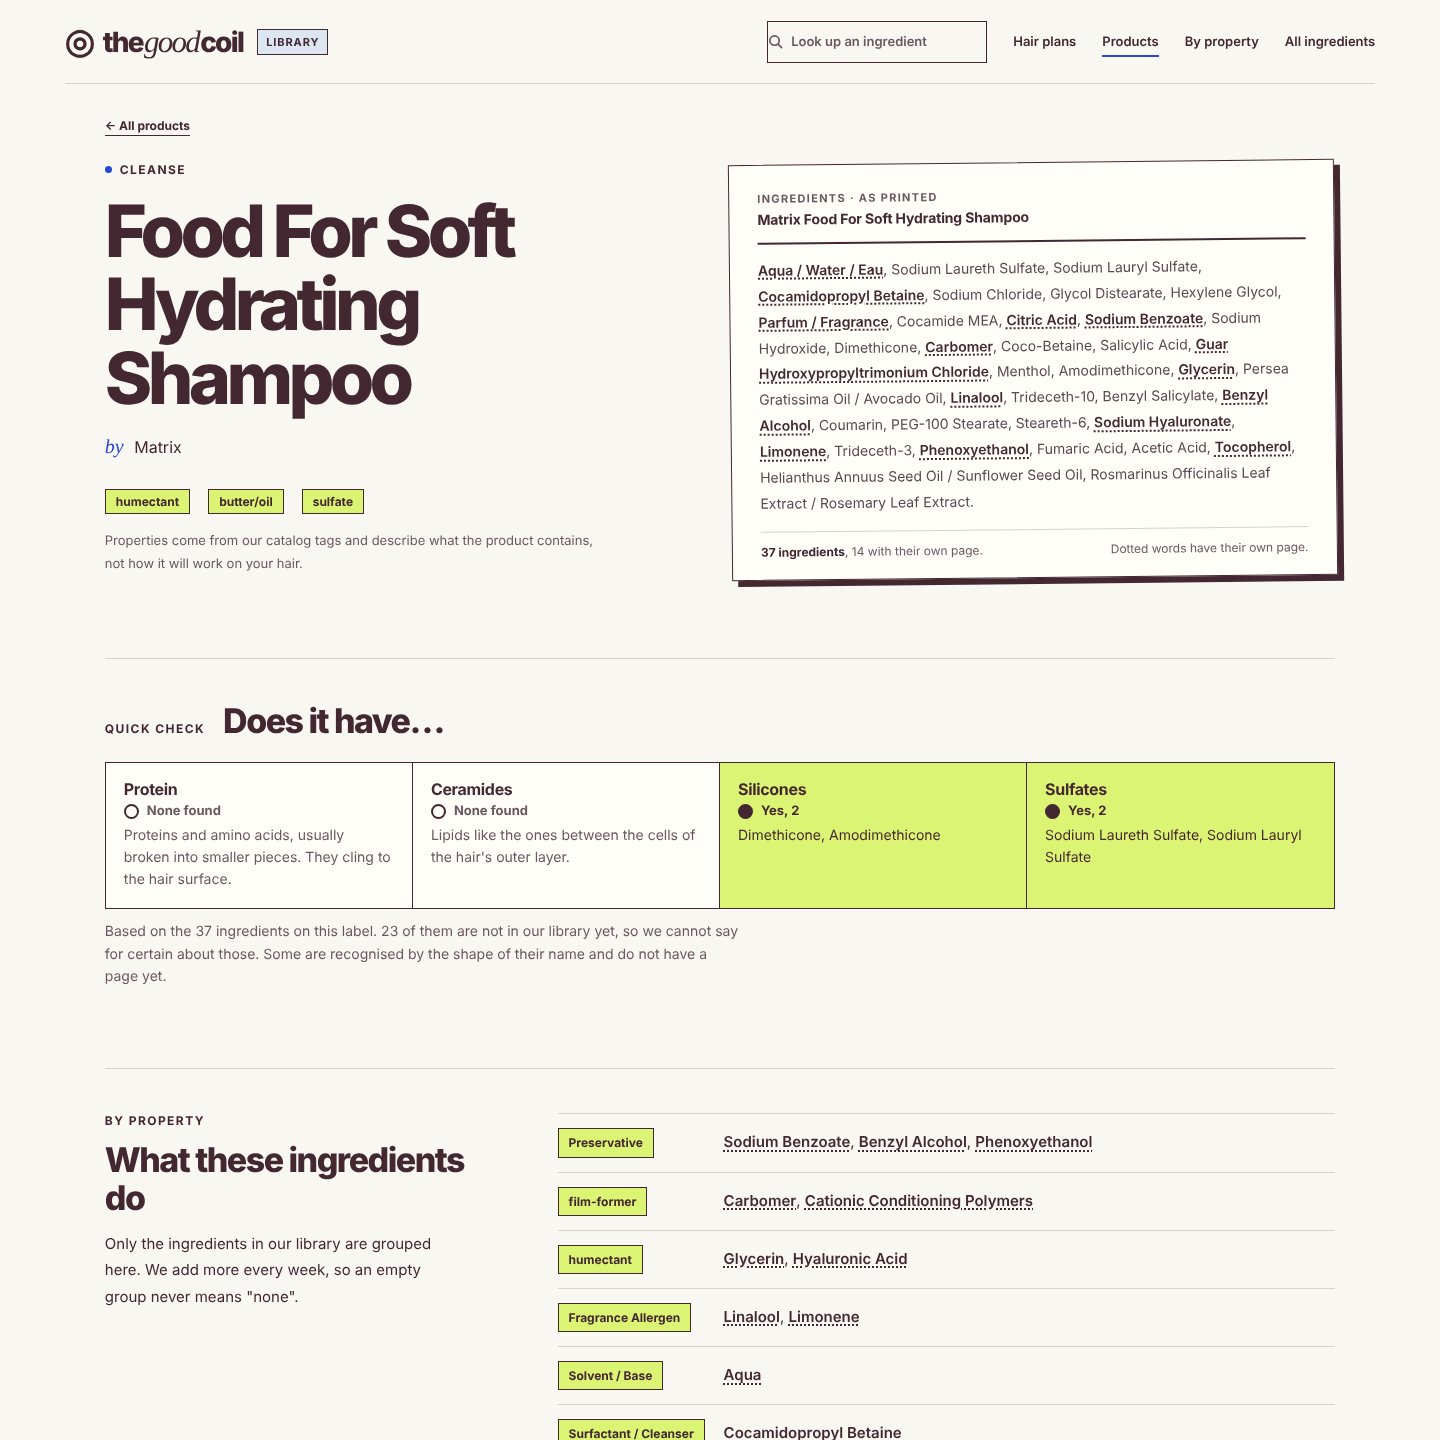 thegoodcoil LIBRARY
Look up an ingredient
Hair plans Products By property All ingredients
← All products
CLEANSE
Food For Soft
Hydrating
Shampoo
by Matrix
humectant butter/oil sulfate
Properties come from our catalog tags and describe what the product contains,
not how it will work on your hair.
INGREDIENTS · AS PRINTED
Matrix Food For Soft Hydrating Shampoo
Aqua / Water / Eau, Sodium Laureth Sulfate, Sodium Lauryl Sulfate,
Cocamidopropyl Betaine, Sodium Chloride, Glycol Distearate, Hexylene Glycol,
Parfum / Fragrance, Cocamide MEA, Citric Acid, Sodium Benzoate, Sodium
Hydroxide, Dimethicone, Carbomer, Coco-Betaine, Salicylic Acid, Guar
Hydroxypropyltrimonium Chloride, Menthol, Amodimethicone, Glycerin, Persea
Gratissima Oil / Avocado Oil, Linalool, Trideceth-10, Benzyl Salicylate, Benzyl
Alcohol, Coumarin, PEG-100 Stearate, Steareth-6, Sodium Hyaluronate,
Limonene, Trideceth-3, Phenoxyethanol, Fumaric Acid, Acetic Acid, Tocopherol,
Helianthus Annuus Seed Oil / Sunflower Seed Oil, Rosmarinus Officinalis Leaf
Extract / Rosemary Leaf Extract.
37 ingredients, 14 with their own page. Dotted words have their own page.
QUICK CHECK Does it have…
Protein
None found
Proteins and amino acids, usually
broken into smaller pieces. They cling to
the hair surface.
Ceramides
None found
Lipids like the ones between the cells of
the hair's outer layer.
Silicones
Yes, 2
Dimethicone, Amodimethicone
Sulfates
Yes, 2
Sodium Laureth Sulfate, Sodium Lauryl
Sulfate
Based on the 37 ingredients on this label. 23 of them are not in our library yet, so we cannot say
for certain about those. Some are recognised by the shape of their name and do not have a
page yet.
BY PROPERTY
What these ingredients
do
Only the ingredients in our library are grouped
here. We add more every week, so an empty
group never means "none".
Preservative Sodium Benzoate, Benzyl Alcohol, Phenoxyethanol
film-former Carbomer, Cationic Conditioning Polymers
humectant Glycerin, Hyaluronic Acid
Fragrance Allergen Linalool, Limonene
Solvent / Base Aqua
Surfactant / Cleanser Cocamidopropyl Betaine